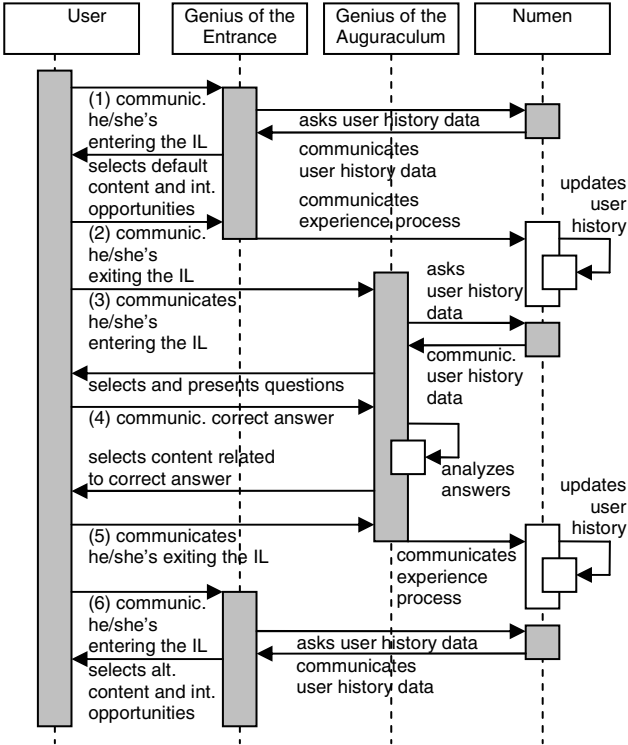 User
Genius of the
Entrance
Genius of the
Auguraculum
Numen
(1) communic.
he/she's
entering the IL
asks user history data
selects default
content and int.
opportunities
communicates
user history data
communicates
experience process
updates
user
history
(2) communic.
he/she's
exiting the IL
(3) communicates
he/she's
entering the IL
asks
user history
data
communic.
user history
data
selects and presents questions
(4) communic. correct answer
selects content related
to correct answer
analyzes
answers
updates
user
history
(5) communicates
he/she's exiting the IL
communicates
experience
process
(6) communic.
he/she's
entering the IL
asks user history data
selects alt.
content and int.
opportunities
communicates
user history data